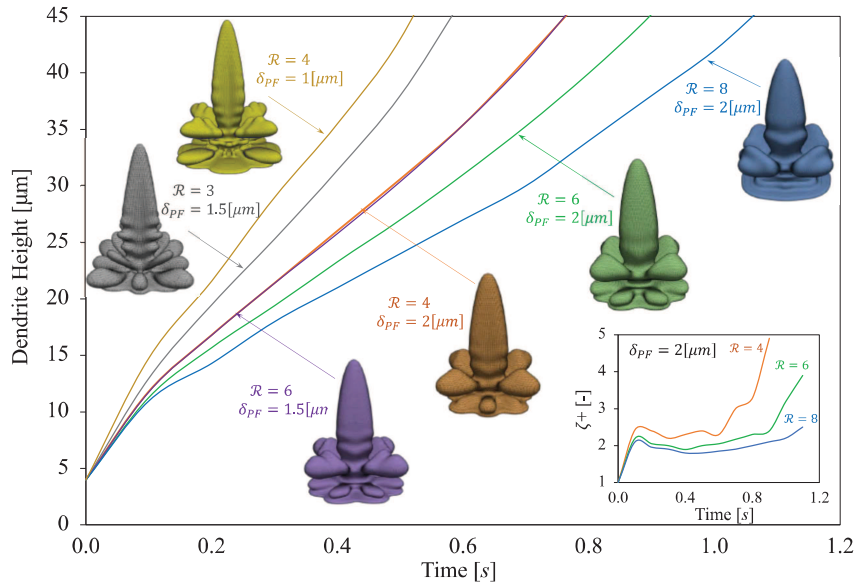 45
40
35
30
25
20
15
10
5
0
Dendrite Height [μm]
ℛ = 4
δ_PF = 1[μm]
ℛ = 3
δ_PF = 1.5[μm]
ℛ = 8
δ_PF = 2[μm]
ℛ = 6
δ_PF = 2[μm]
ℛ = 4
δ_PF = 2[μm]
ℛ = 6
δ_PF = 1.5[μm
5
4
3
2
1
ζ+ [-]
δ_PF = 2[μm]
ℛ = 4
ℛ = 6
ℛ = 8
0.0 0.4 0.8 1.2
Time [s]
0.0 0.2 0.4 0.6 0.8 1.0 1.2
Time [s]